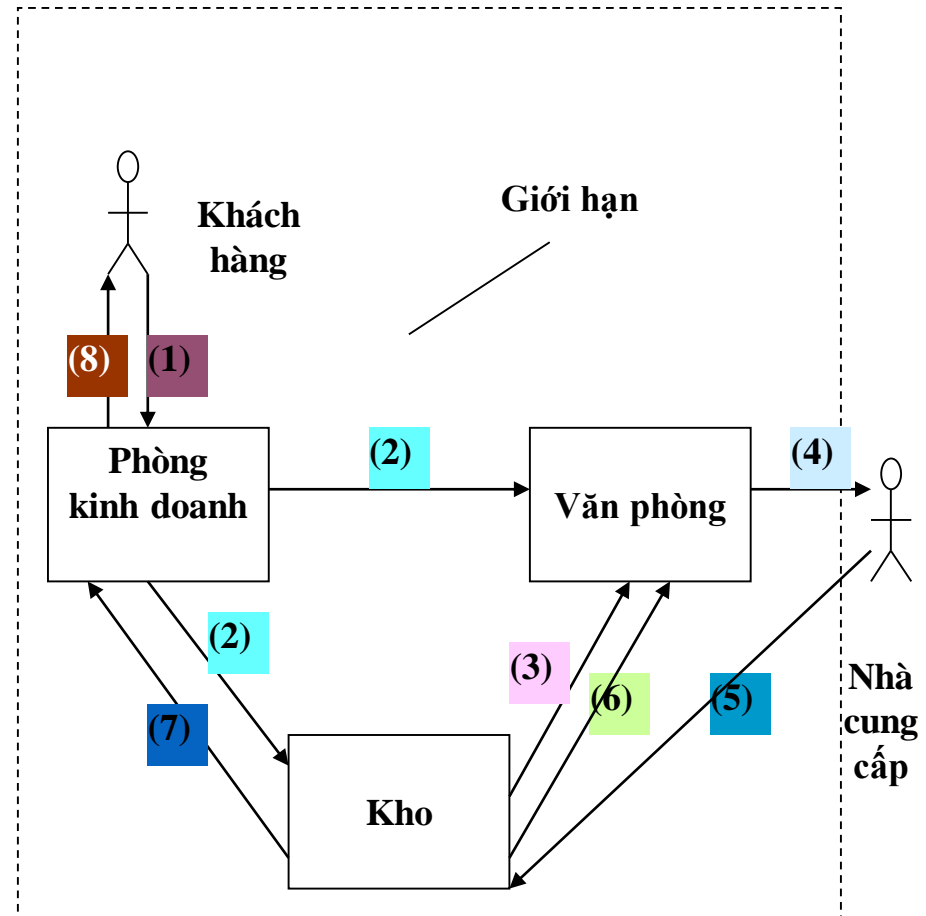 Khách
hàng
Giới hạn
(8)
(1)
Phòng
kinh doanh
(2)
Văn phòng
(4)
(2)
(3)
(7)
(6)
(5)
Nhà
cung
cấp
Kho